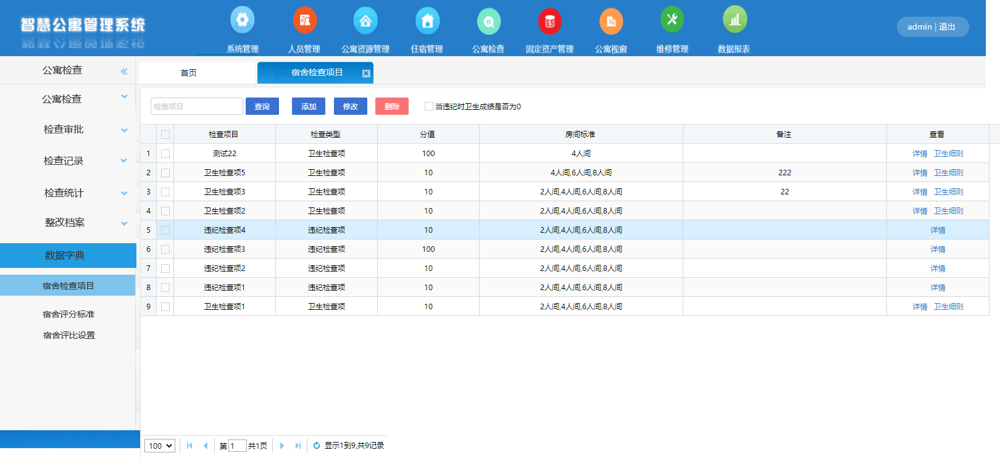 智慧公寓管理系统
系统管理 人员管理 公寓资源管理 住宿管理 公寓检查 固定资产管理 公寓视窗 维修管理 数据报表
admin | 退出
公寓检查
公寓检查
检查审批
检查记录
检查统计
整改档案
数据字典
宿舍检查项目
宿舍评分标准
宿舍评比设置
首页 宿舍检查项目
检查项目 查询 添加 修改 删除 当违纪时卫生成绩是否为0
检查项目 检查类型 分值 房间标准 备注 查看
1 测试22 卫生检查项 100 4人间 详情 卫生细则
2 卫生检查项5 卫生检查项 10 4人间,6人间,8人间 222 详情 卫生细则
3 卫生检查项3 卫生检查项 10 2人间,4人间,6人间,8人间 22 详情 卫生细则
4 卫生检查项2 卫生检查项 10 2人间,4人间,6人间,8人间 详情 卫生细则
5 违纪检查项4 违纪检查项 10 2人间,4人间,6人间,8人间 详情
6 违纪检查项3 违纪检查项 100 2人间,4人间,6人间,8人间 详情
7 违纪检查项2 违纪检查项 10 2人间,4人间,6人间,8人间 详情
8 违纪检查项1 违纪检查项 10 2人间,4人间,6人间,8人间 详情
9 卫生检查项1 卫生检查项 10 2人间,4人间,6人间,8人间 详情 卫生细则
100 第 1 共1页 显示1到9,共9记录